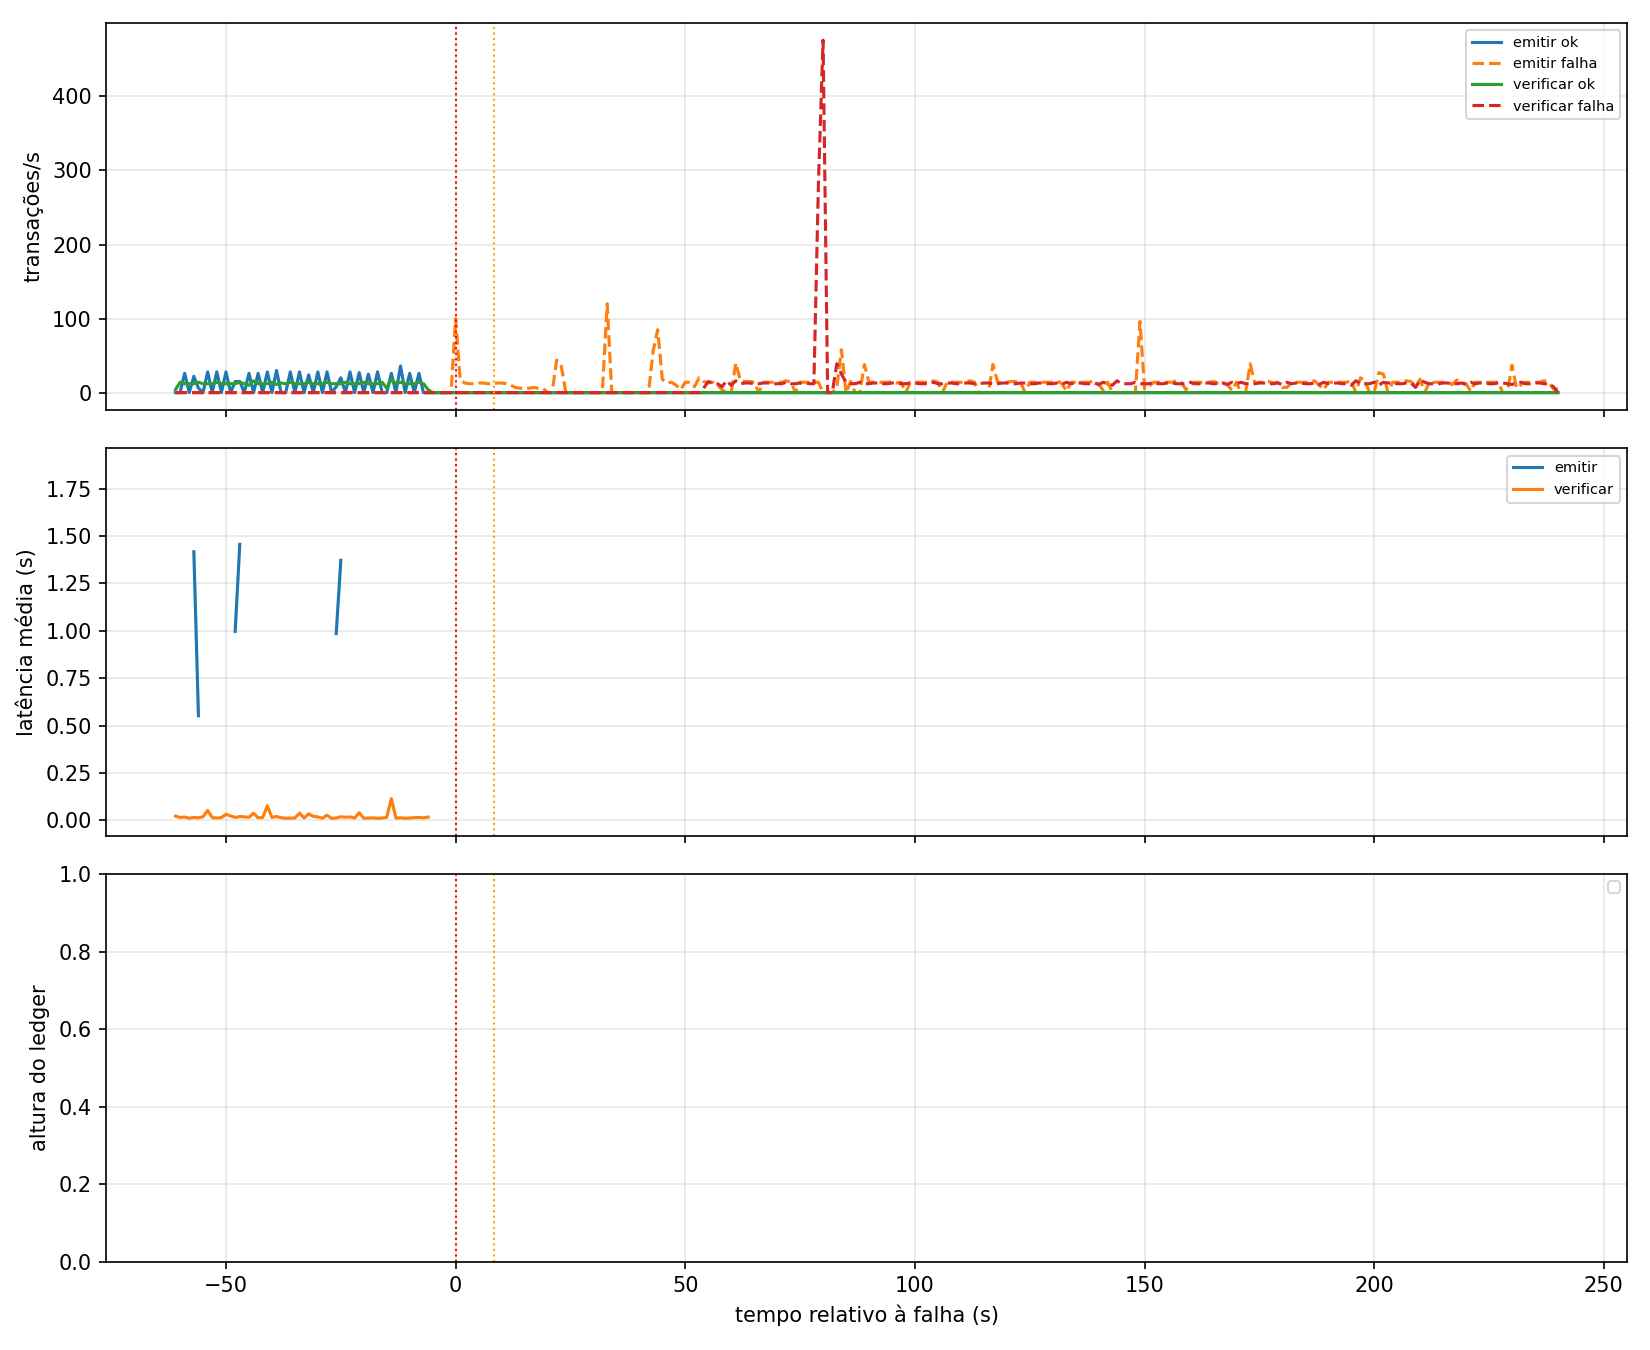 transações/s
400
300
200
100
0
emitir ok
emitir falha
verificar ok
verificar falha
latência média (s)
1.75
1.50
1.25
1.00
0.75
0.50
0.25
0.00
emitir
verificar
altura do ledger
1.0
0.8
0.6
0.4
0.2
0.0
−50
0
50
100
150
200
250
tempo relativo à falha (s)